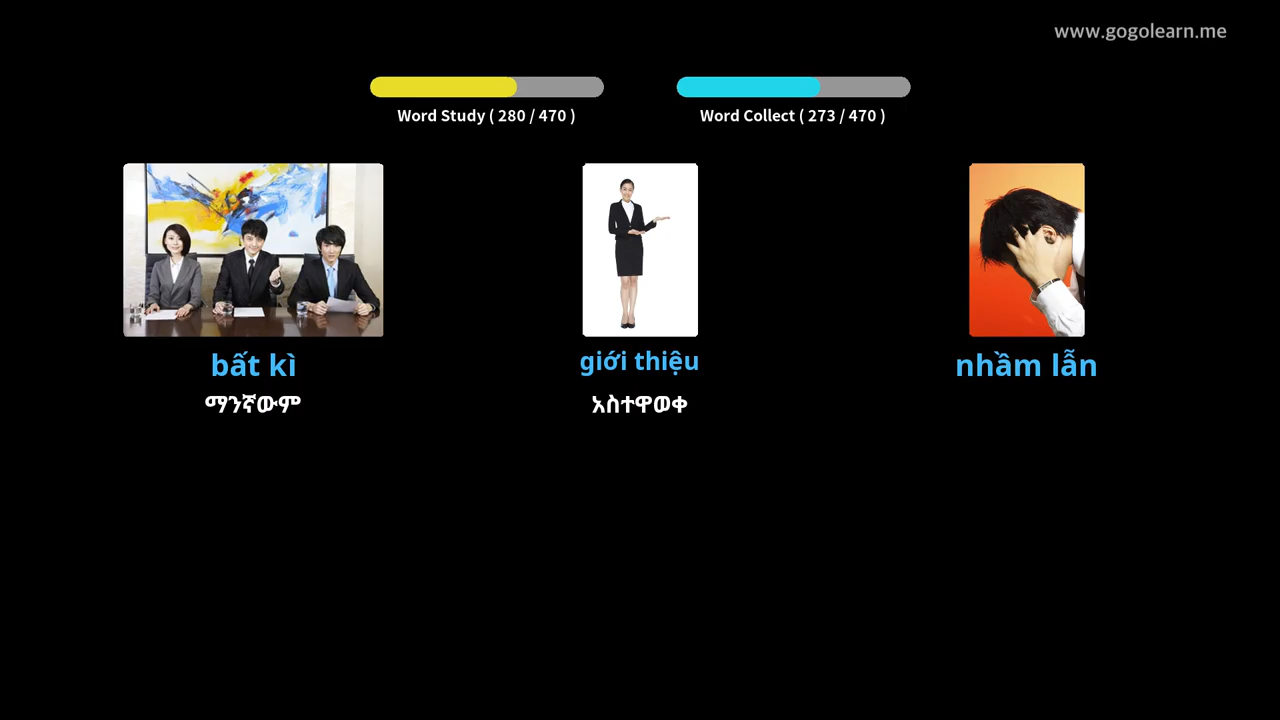 www.gogolearn.me
Word Study ( 280 / 470 )
Word Collect ( 273 / 470 )
bất kì
giới thiệu
nhầm lẫn
ማንኛውም
አስተዋወቀ